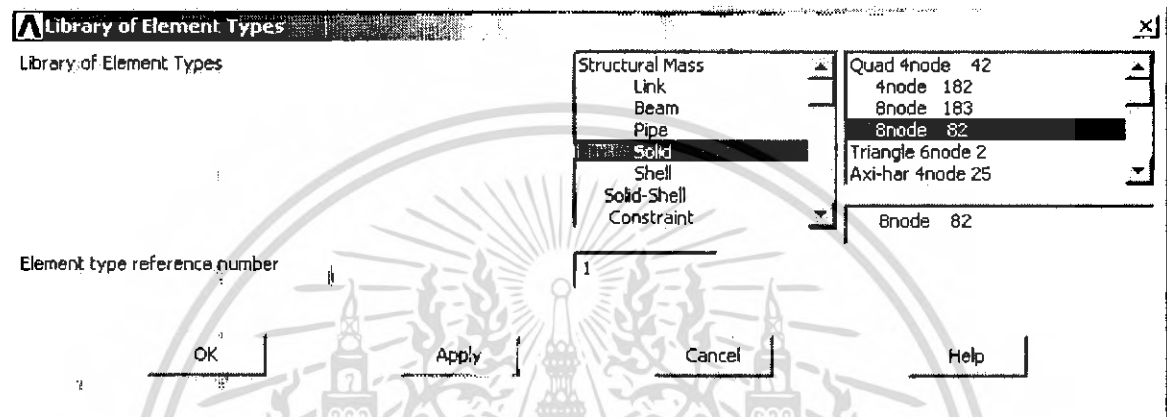 Library of Element Types
Library of Element Types
Structural Mass
Link
Beam
Pipe
Solid
Shell
Solid-Shell
Constraint
Quad 4node 42
4node 182
8node 183
8node 82
Triangle 6node 2
Axi-har 4node 25
8node 82
Element type reference number
1
OK
Apply
Cancel
Help